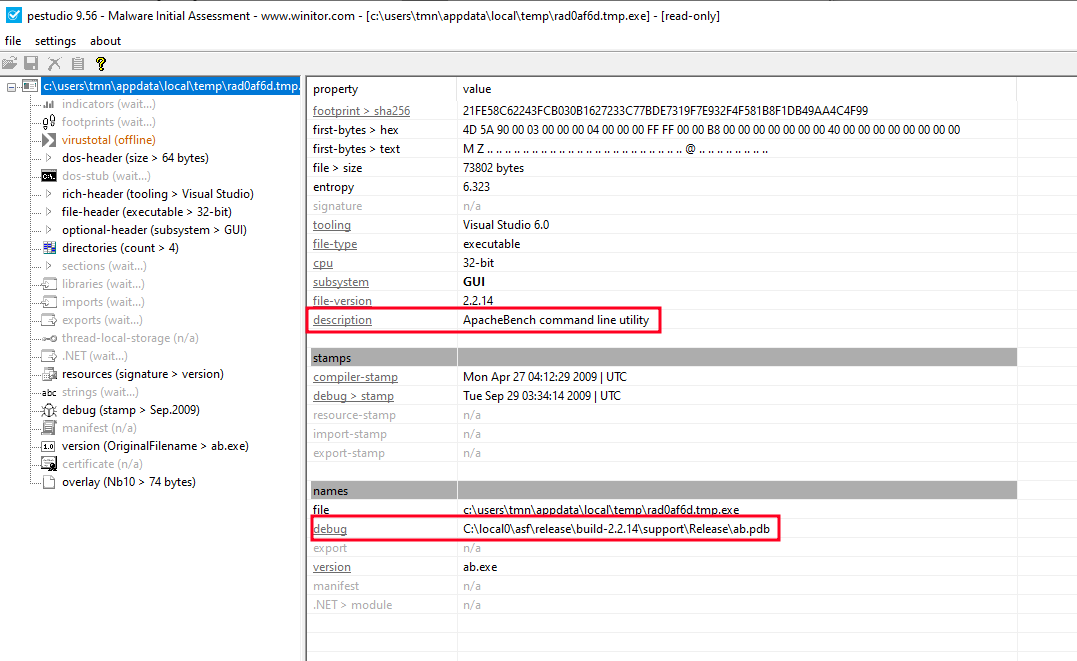 pestudio 9.56 - Malware Initial Assessment - www.winitor.com - [c:\users\tmn\appdata\local\temp\rad0af6d.tmp.exe] - [read-only]
file settings about
c:\users\tmn\appdata\local\temp\rad0af6d.tmp.
indicators (wait...)
footprints (wait...)
virustotal (offline)
dos-header (size > 64 bytes)
dos-stub (wait...)
rich-header (tooling > Visual Studio)
file-header (executable > 32-bit)
optional-header (subsystem > GUI)
directories (count > 4)
sections (wait...)
libraries (wait...)
imports (wait...)
exports (wait...)
thread-local-storage (n/a)
.NET (wait...)
resources (signature > version)
abc strings (wait...)
debug (stamp > Sep.2009)
manifest (n/a)
1.0 version (OriginalFilename > ab.exe)
certificate (n/a)
overlay (Nb10 > 74 bytes)
property value
footprint > sha256 21FE58C62243FCB030B1627233C77BDE7319F7E932F4F581B8F1DB49AA4C4F99
first-bytes > hex 4D 5A 90 00 03 00 00 00 04 00 00 00 FF FF 00 00 B8 00 00 00 00 00 00 00 40 00 00 00 00 00 00 00 00
first-bytes > text M Z .. .. .. .. .. .. .. .. .. .. .. .. .. .. .. .. .. .. .. .. .. .. @ .. .. .. .. .. .. .. ..
file > size 73802 bytes
entropy 6.323
signature n/a
tooling Visual Studio 6.0
file-type executable
cpu 32-bit
subsystem GUI
file-version 2.2.14
description ApacheBench command line utility
stamps
compiler-stamp Mon Apr 27 04:12:29 2009 | UTC
debug > stamp Tue Sep 29 03:34:14 2009 | UTC
resource-stamp n/a
import-stamp n/a
export-stamp n/a
names
file c:\users\tmn\appdata\local\temp\rad0af6d.tmp.exe
debug C:\local0\asf\release\build-2.2.14\support\Release\ab.pdb
export n/a
version ab.exe
manifest n/a
.NET > module n/a